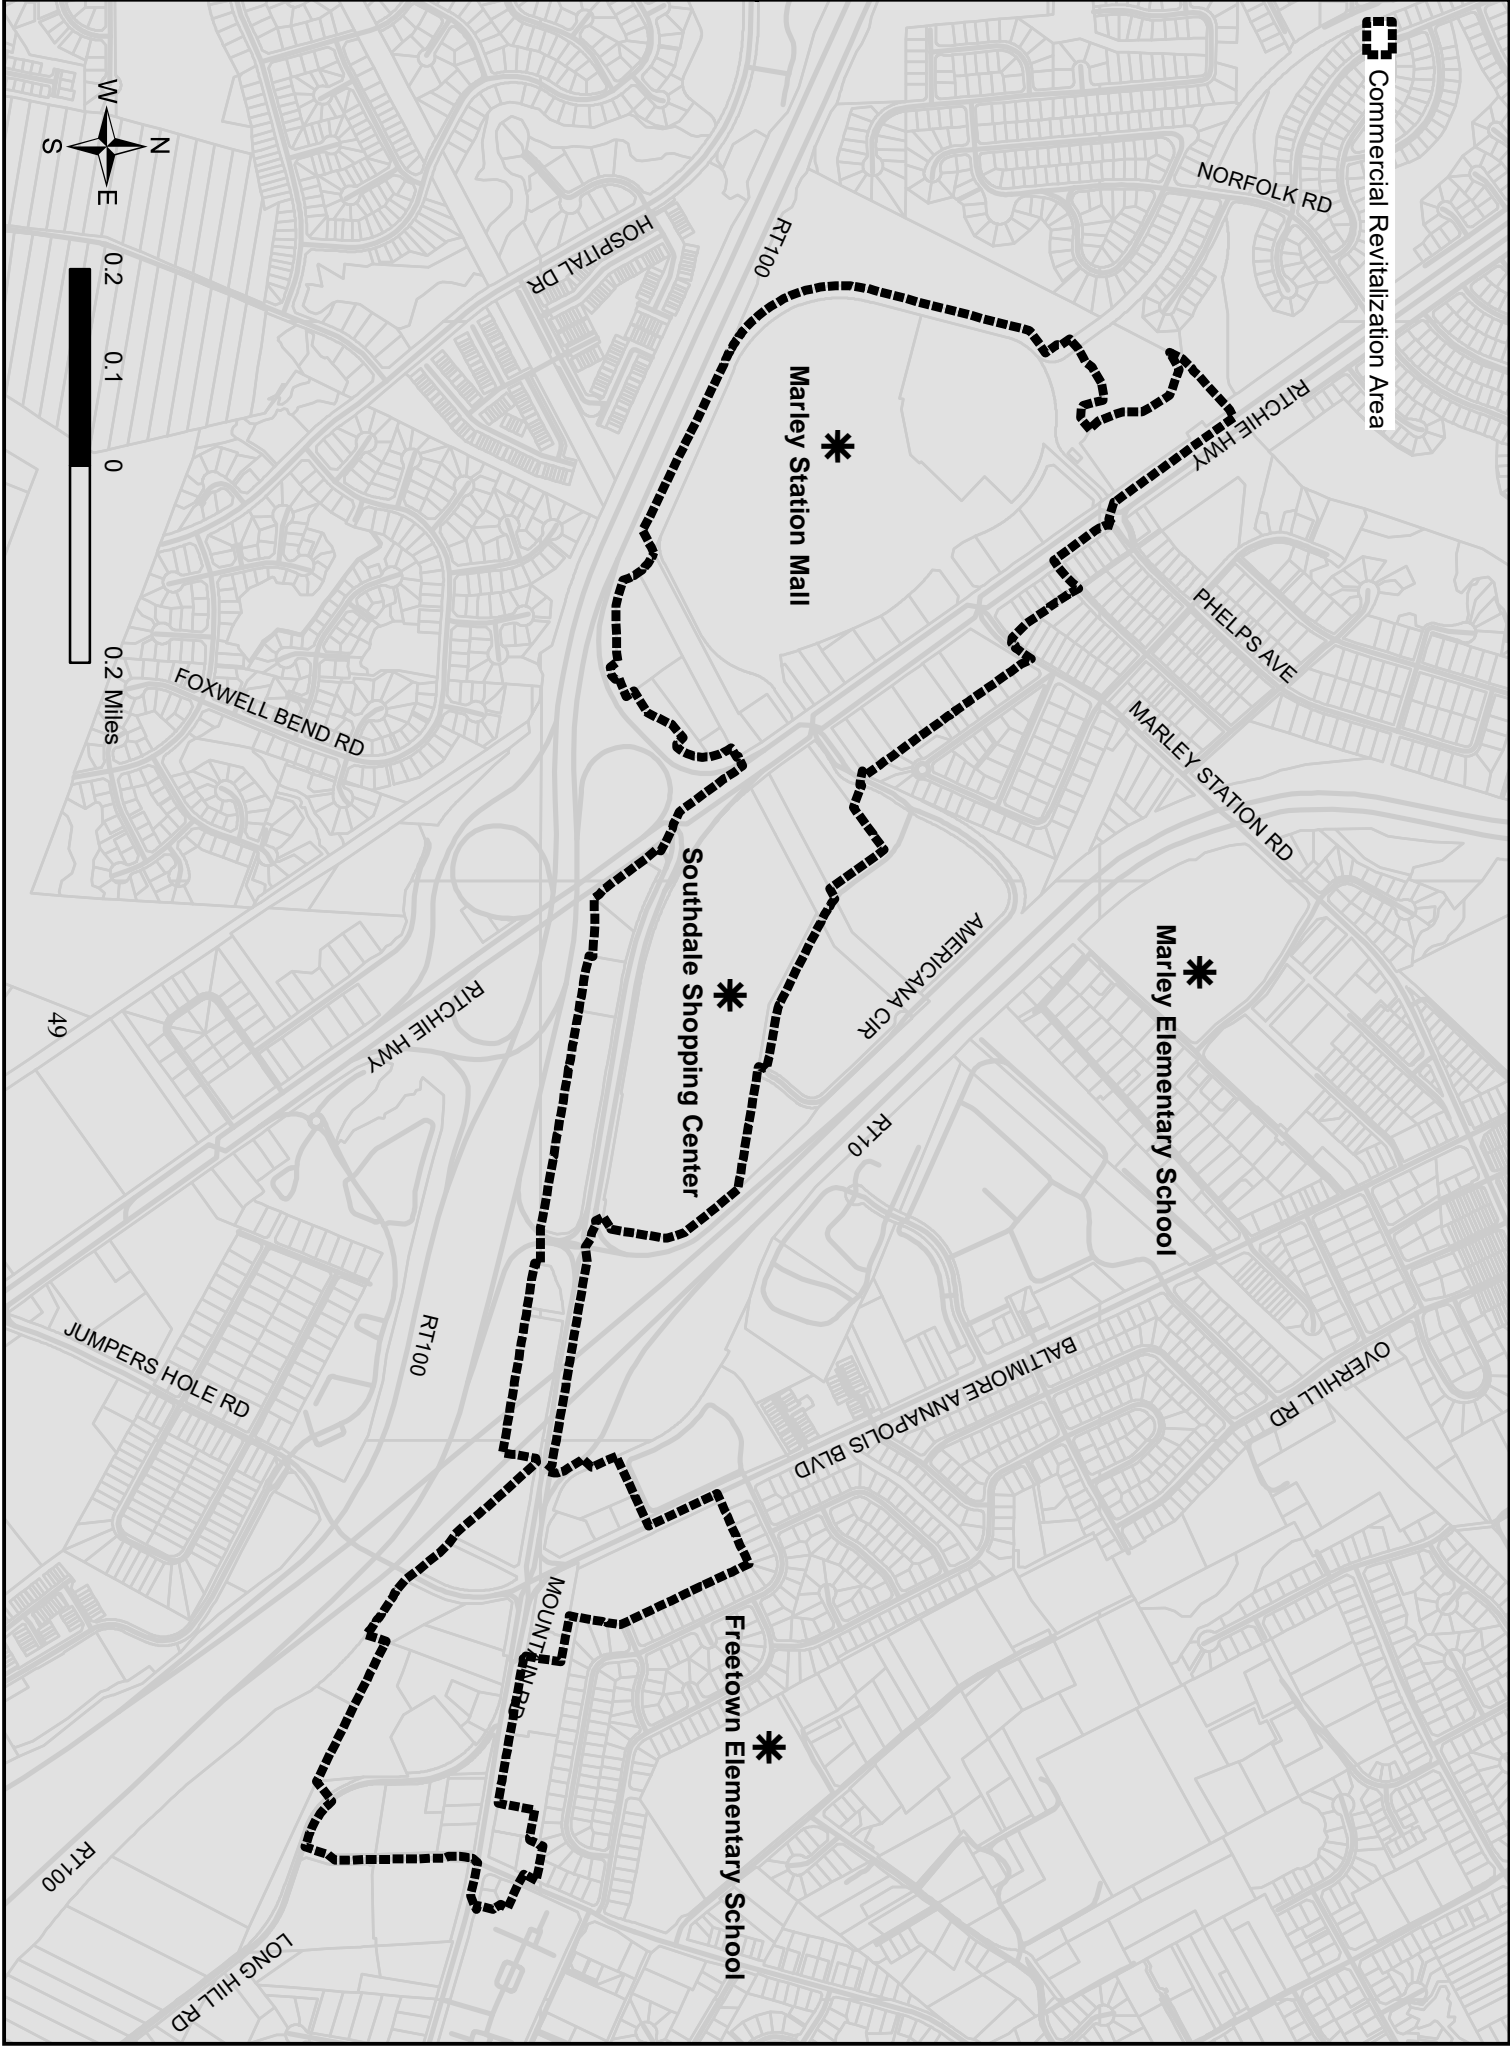 Commercial Revitalization Area
NORFOLK RD
RITCHIE HWY
RT100
HOSPITAL DR
Marley Station Mall
PHELPS AVE
MARLEY STATION RD
Marley Elementary School
AMERICANA CIR
Southdale Shopping Center
RT10
FOXWELL BEND RD
RITCHIE HWY
RT100
JUMPERS HOLE RD
BALTIMORE ANNAPOLIS BLVD
OVERHILL RD
MOUNTAIN RD
Freetown Elementary School
RT100
LONG HILL RD
N
W
E
S
0.2 0.1 0 0.2 Miles
49